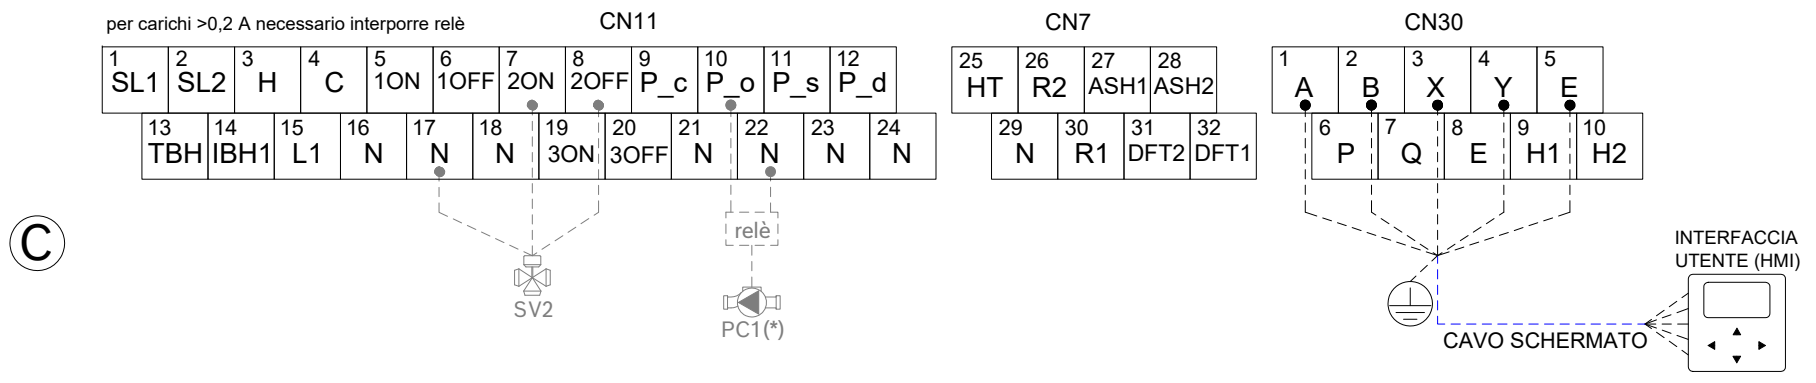 per carichi >0,2 A necessario interporre relè
CN11
1 SL1 2 SL2 3 H 4 C 5 1ON 6 1OFF 7 2ON 8 2OFF 9 P_c 10 P_o 11 P_s 12 P_d
13 TBH 14 IBH1 15 L1 16 N 17 N 18 N 19 3ON 20 3OFF 21 N 22 N 23 N 24 N
CN7
25 HT 26 R2 27 ASH1 28 ASH2
29 N 30 R1 31 DFT2 32 DFT1
CN30
1 A 2 B 3 X 4 Y 5 E
6 P 7 Q 8 E 9 H1 10 H2
C
relè
SV2
PC1(*)
INTERFACCIA
UTENTE (HMI)
CAVO SCHERMATO